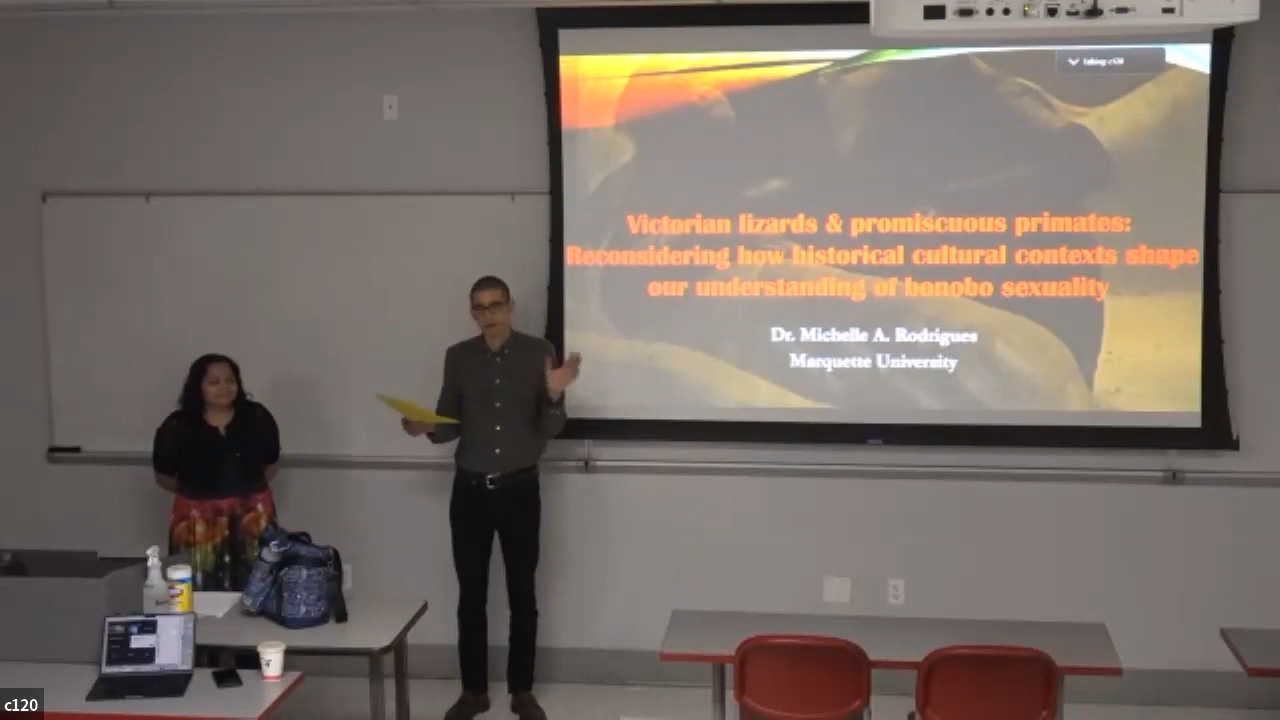 Victorian lizards & promiscuous primates:
Reconsidering how historical cultural contexts shape
our understanding of bonobo sexuality
Dr. Michelle A. Rodrigues
Marquette University
c120